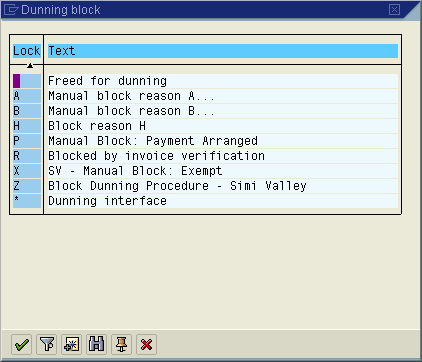 Dunning block
Lock Text
Freed for dunning
A Manual block reason A...
B Manual block reason B...
H Block reason H
P Manual Block: Payment Arranged
R Blocked by invoice verification
X SV - Manual Block: Exempt
Z Block Dunning Procedure - Simi Valley
* Dunning interface